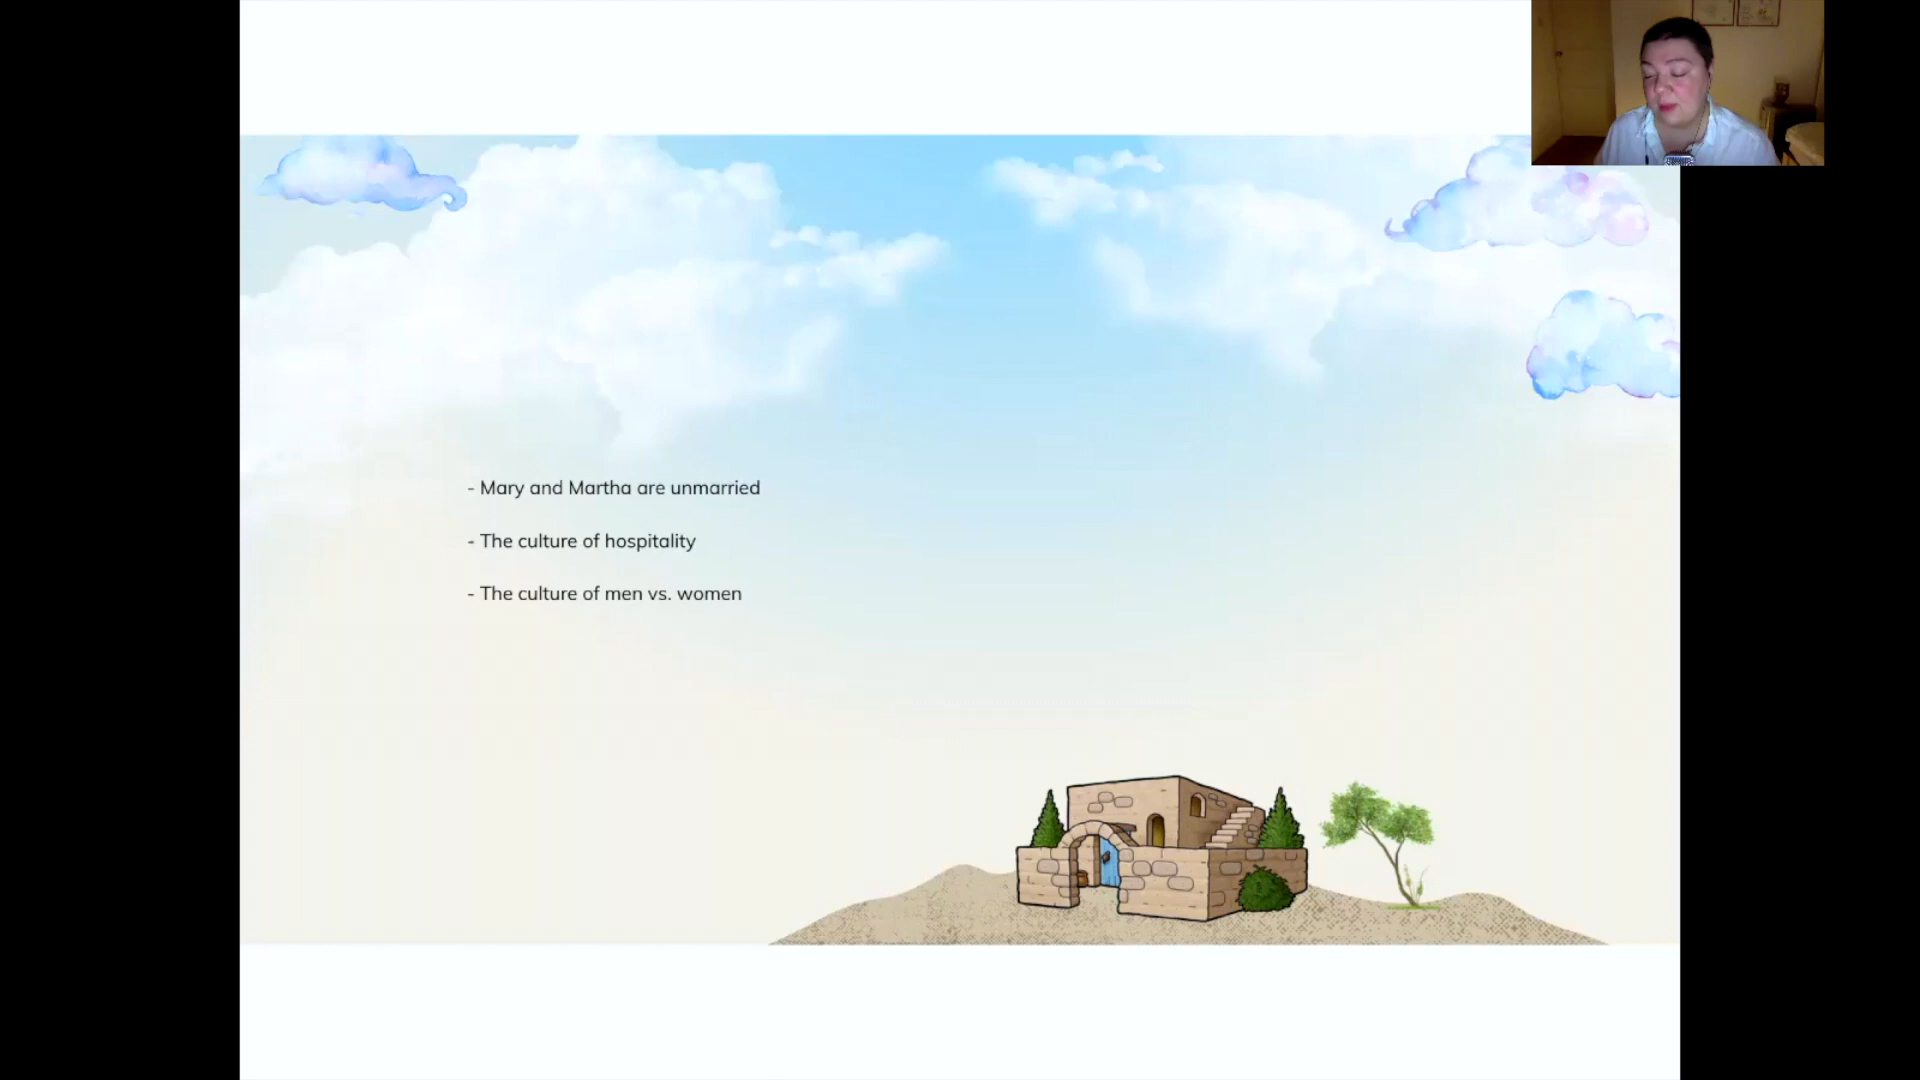 - Mary and Martha are unmarried
- The culture of hospitality
- The culture of men vs. women